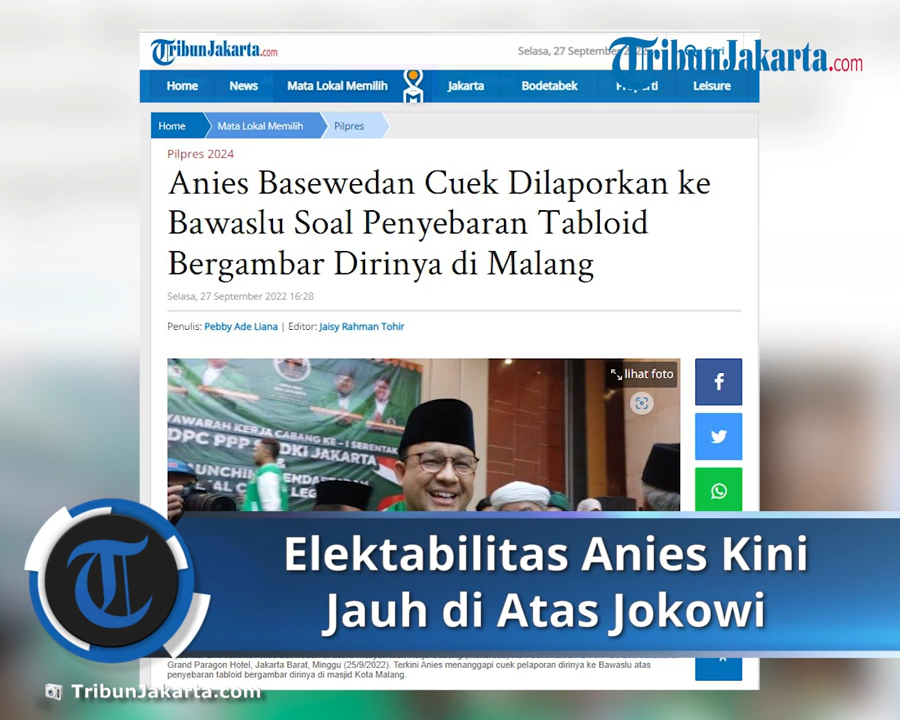 TribunJakarta.com
Selasa, 27 September
Cari
TribunJakarta.com
Home News Mata Lokal Memilih Jakarta Bodetabek Leisure
Home Mata Lokal Memilih Pilpres
Pilpres 2024
Anies Basewedan Cuek Dilaporkan ke
Bawaslu Soal Penyebaran Tabloid
Bergambar Dirinya di Malang
Selasa, 27 September 2022 16:28
Penulis: Pebby Ade Liana | Editor: Jaisy Rahman Tohir
lihat foto
DPC PPP DKI JAKARTA
Elektabilitas Anies Kini
Jauh di Atas Jokowi
Grand Paragon Hotel, Jakarta Barat, Minggu (25/9/2022). Terkini Anies menanggapi cuek pelaporan dirinya ke Bawaslu atas
penyebaran tabloid bergambar dirinya di masjid Kota Malang.
TribunJakarta.com